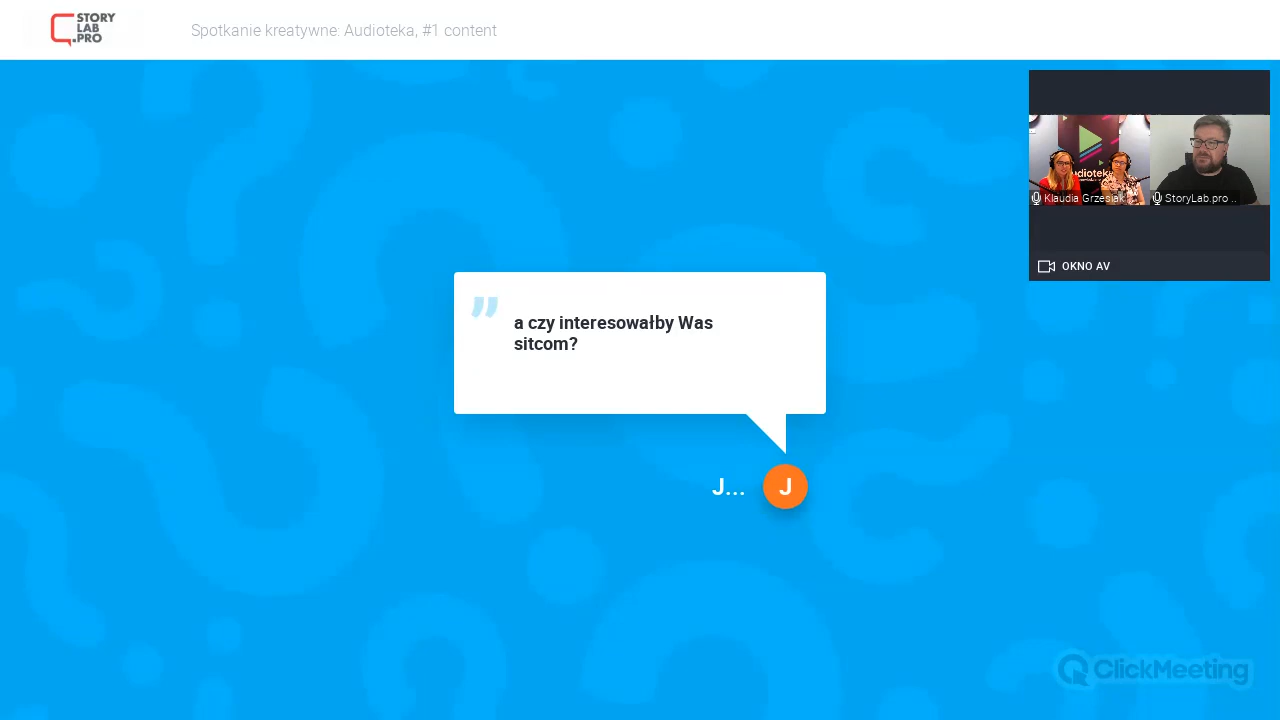 STORY
LAB
.PRO
Spotkanie kreatywne: Audioteka, #1 content
audioteka
Klaudia Grzesiak
StoryLab.pro ..
OKNO AV
a czy interesowałby Was
sitcom?
J...
J
ClickMeeting